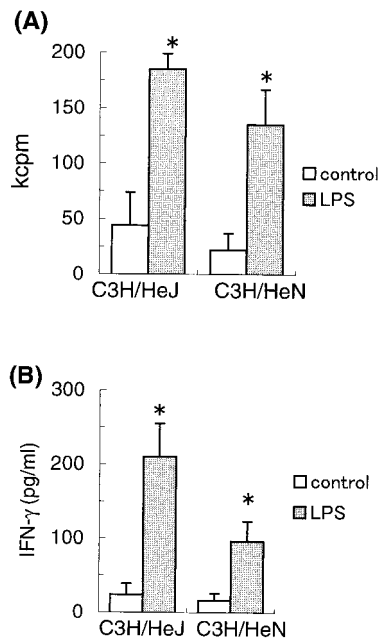 (A)
200
*
*
150
kcpm
100
control
LPS
50
0
C3H/HeJ
C3H/HeN
(B)
300
*
IFN-γ (pg/ml)
200
*
control
LPS
100
0
C3H/HeJ
C3H/HeN